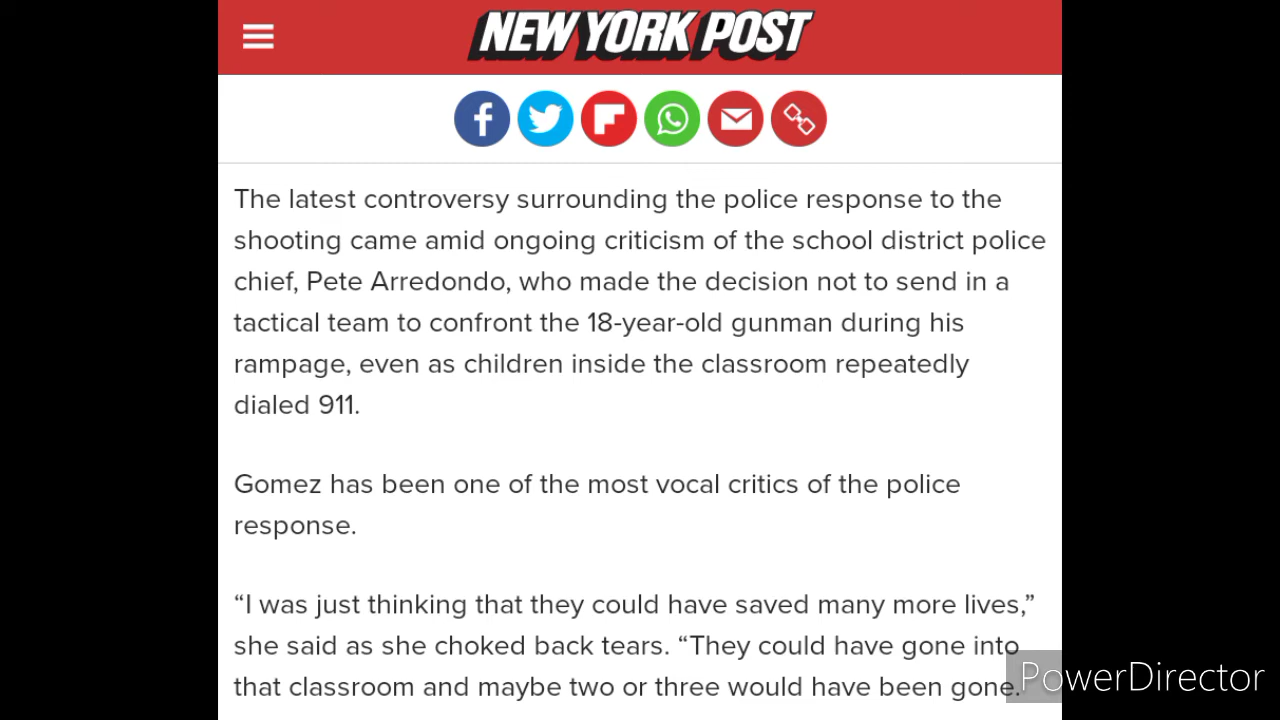 NEW YORK POST
The latest controversy surrounding the police response to the
shooting came amid ongoing criticism of the school district police
chief, Pete Arredondo, who made the decision not to send in a
tactical team to confront the 18-year-old gunman during his
rampage, even as children inside the classroom repeatedly
dialed 911.
Gomez has been one of the most vocal critics of the police
response.
“I was just thinking that they could have saved many more lives,”
she said as she choked back tears. “They could have gone into
that classroom and maybe two or three would have been gone.
PowerDirector